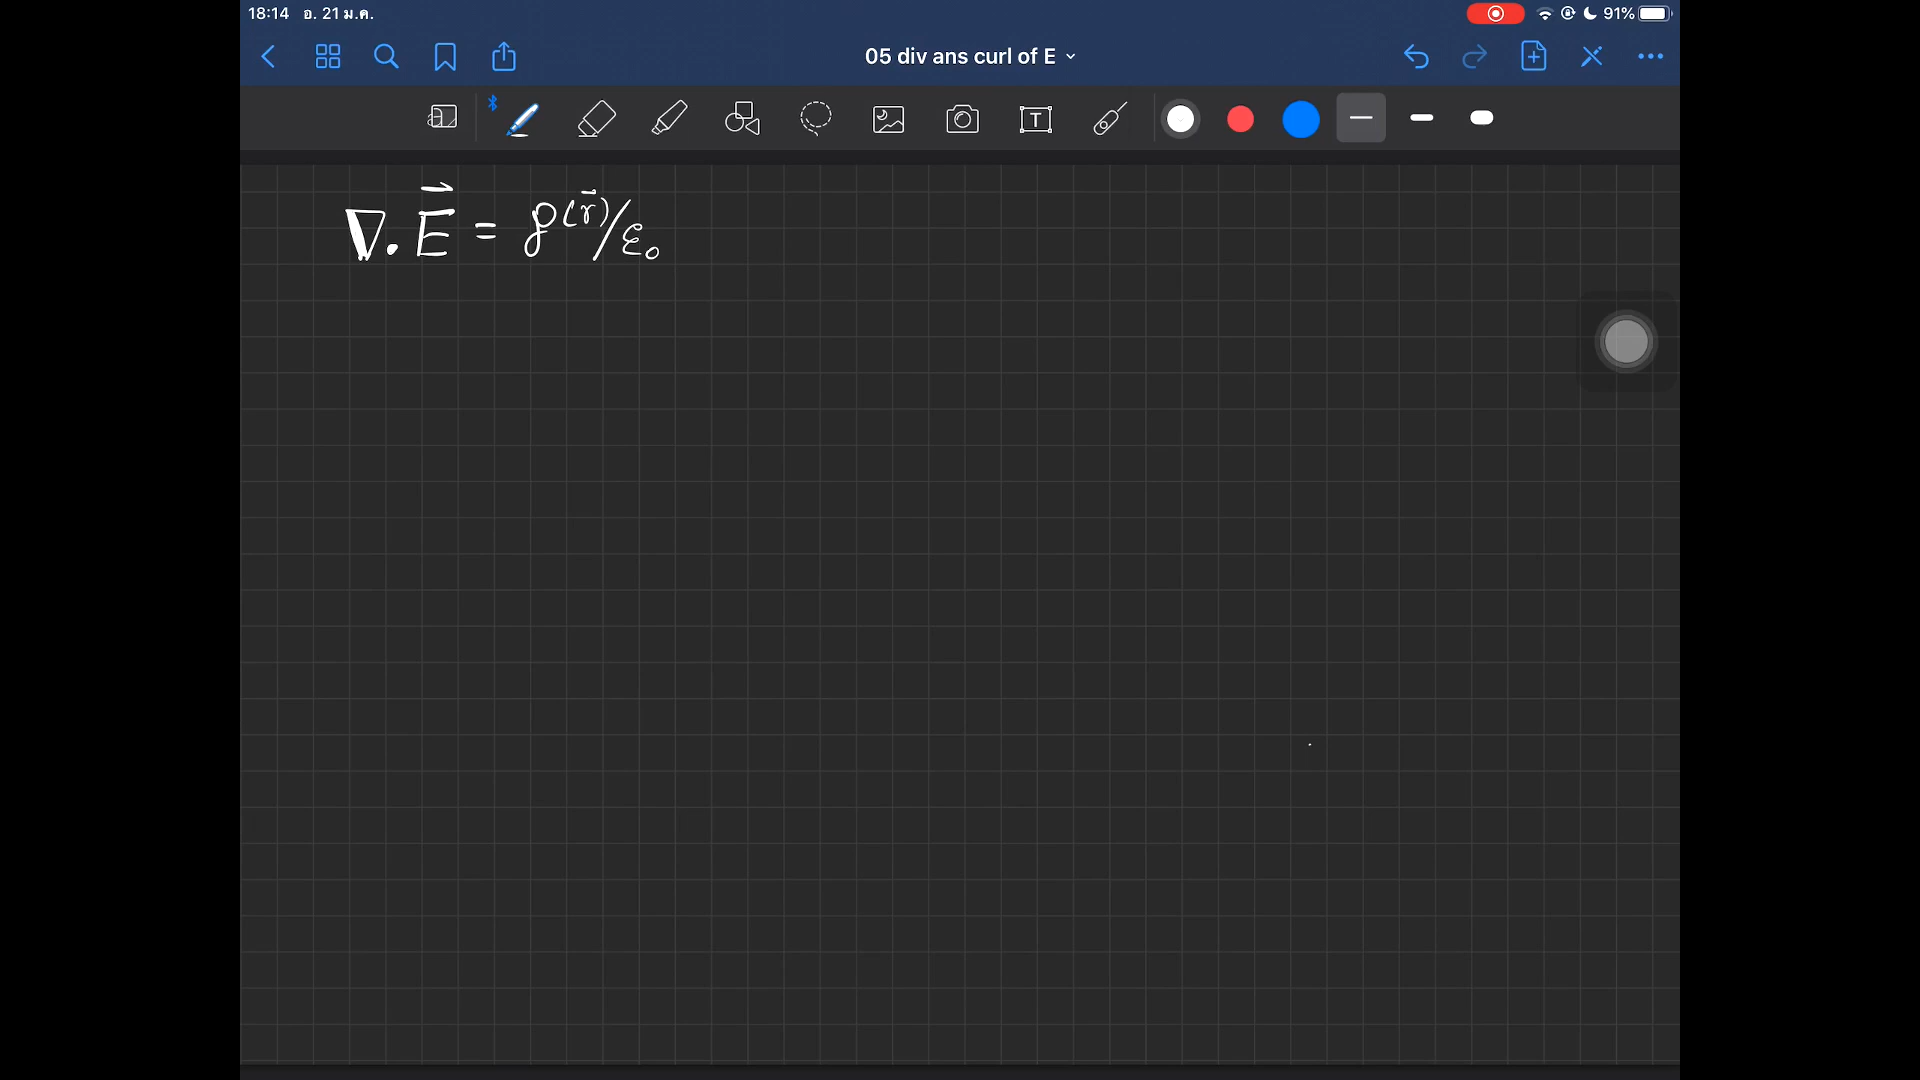 18:14 อ. 21 ม.ค. 91%
05 div ans curl of E
T
∇⃗ · E⃗ = ρ(r⃗)/ε₀